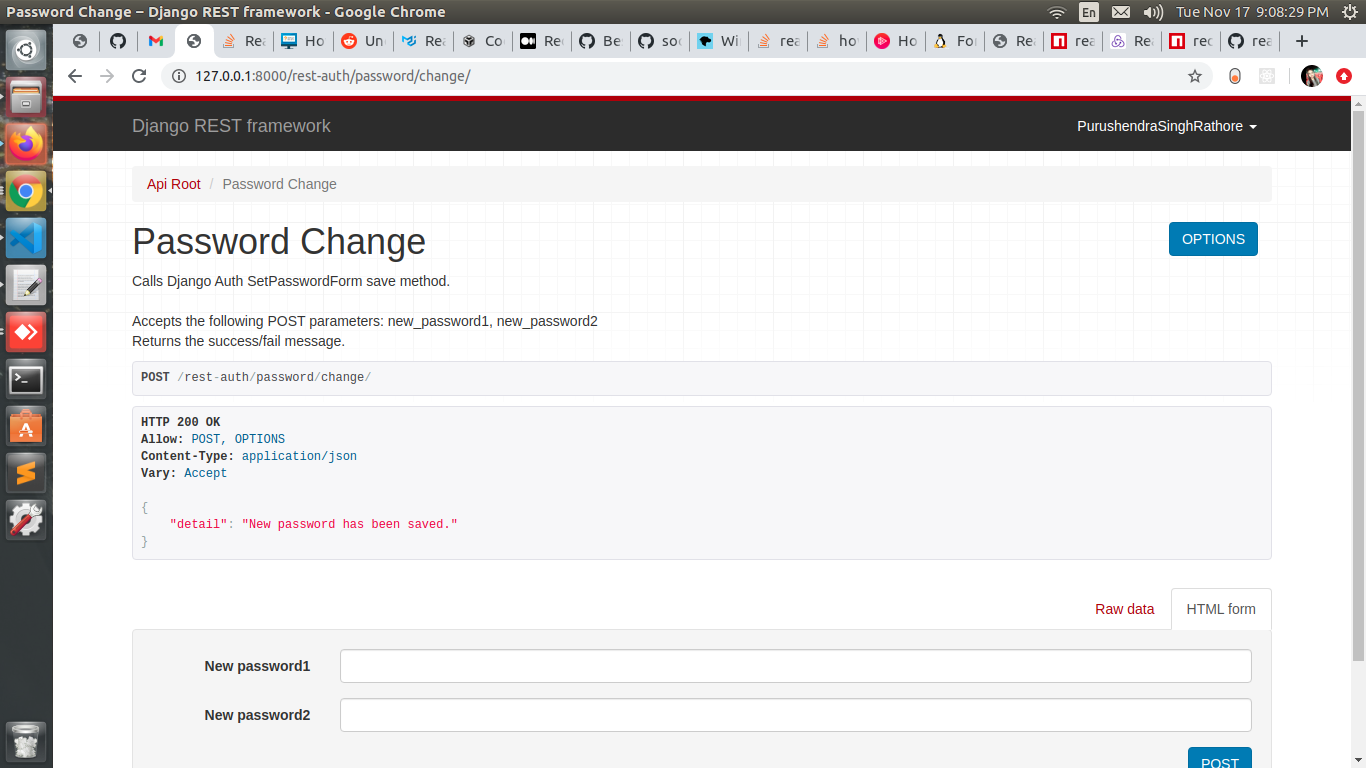 Password Change – Django REST framework - Google Chrome
En
Tue Nov 17 9:08:29 PM
Rea
Ho
Un
Rea
Co
Rec
Be
soc
Wi
rea
ho
Ho
For
Re
rea
Re
rec
rea
127.0.0.1:8000/rest-auth/password/change/
Django REST framework
PurushendraSinghRathore
Api Root / Password Change
Password Change
OPTIONS
Calls Django Auth SetPasswordForm save method.
Accepts the following POST parameters: new_password1, new_password2
Returns the success/fail message.
POST /rest-auth/password/change/
HTTP 200 OK
Allow: POST, OPTIONS
Content-Type: application/json
Vary: Accept
{
"detail": "New password has been saved."
}
Raw data
HTML form
New password1
New password2
POST